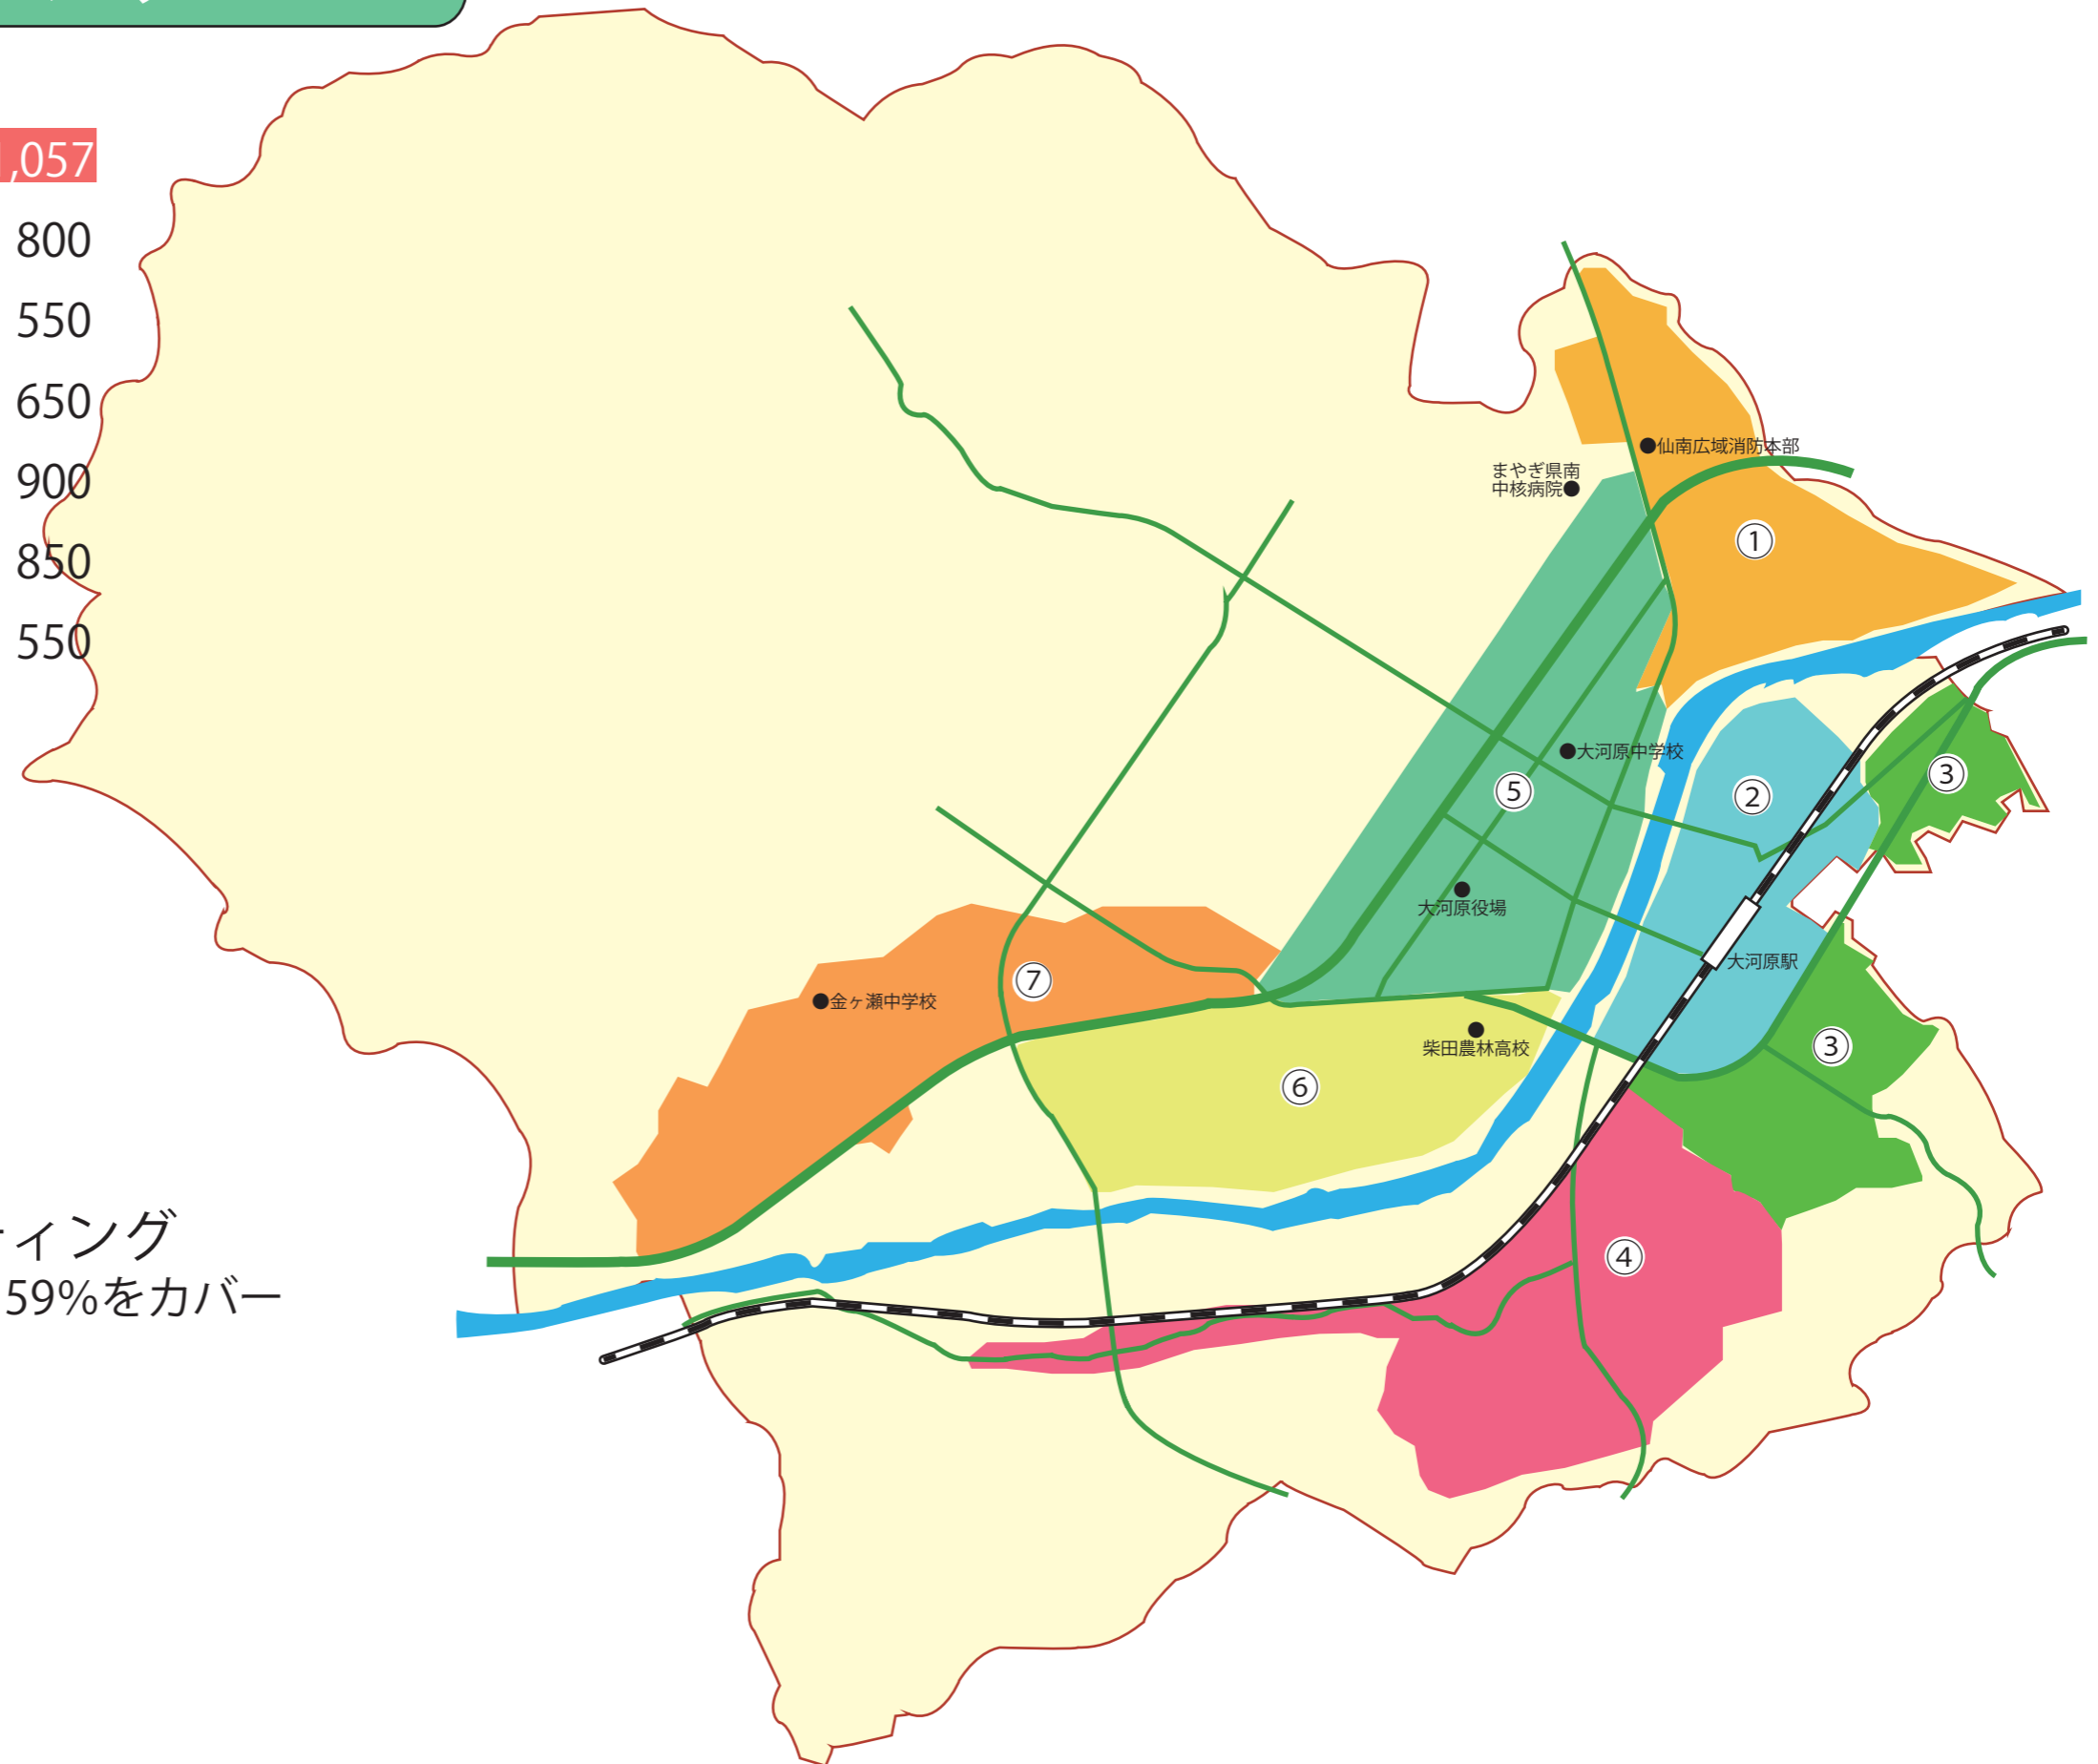 ,057
800
550
650
900
850
550
ィング
59%をカバー
仙南広域消防本部
まやぎ県南
中核病院
①
大河原中学校
⑤
②
③
大河原役場
大河原駅
⑦
金ヶ瀬中学校
柴田農林高校
③
⑥
④